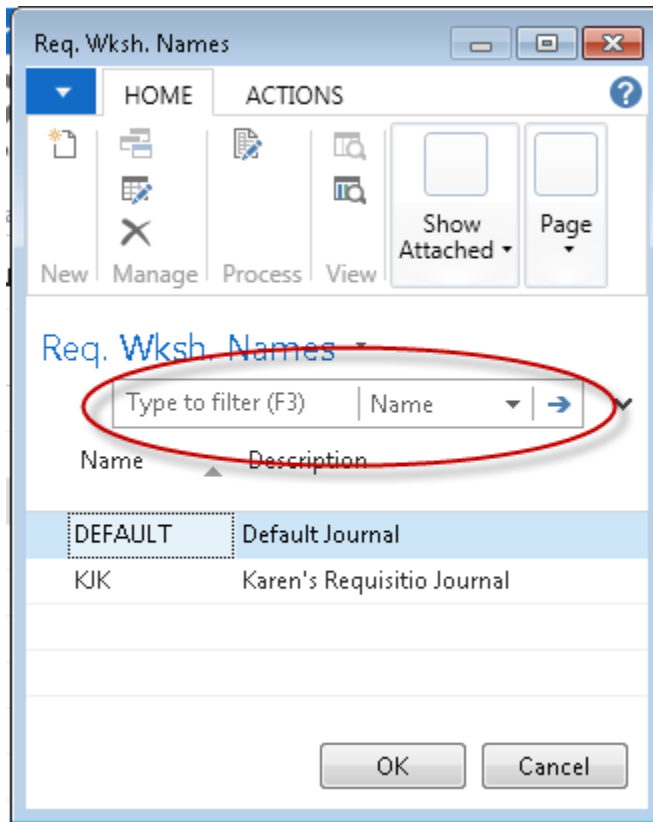 Req. Wksh. Names
HOME ACTIONS
Show
Attached
Page
New Manage Process View
Req. Wksh. Names
Type to filter (F3) Name
Name Description
DEFAULT Default Journal
KJK Karen's Requisitio Journal
OK Cancel